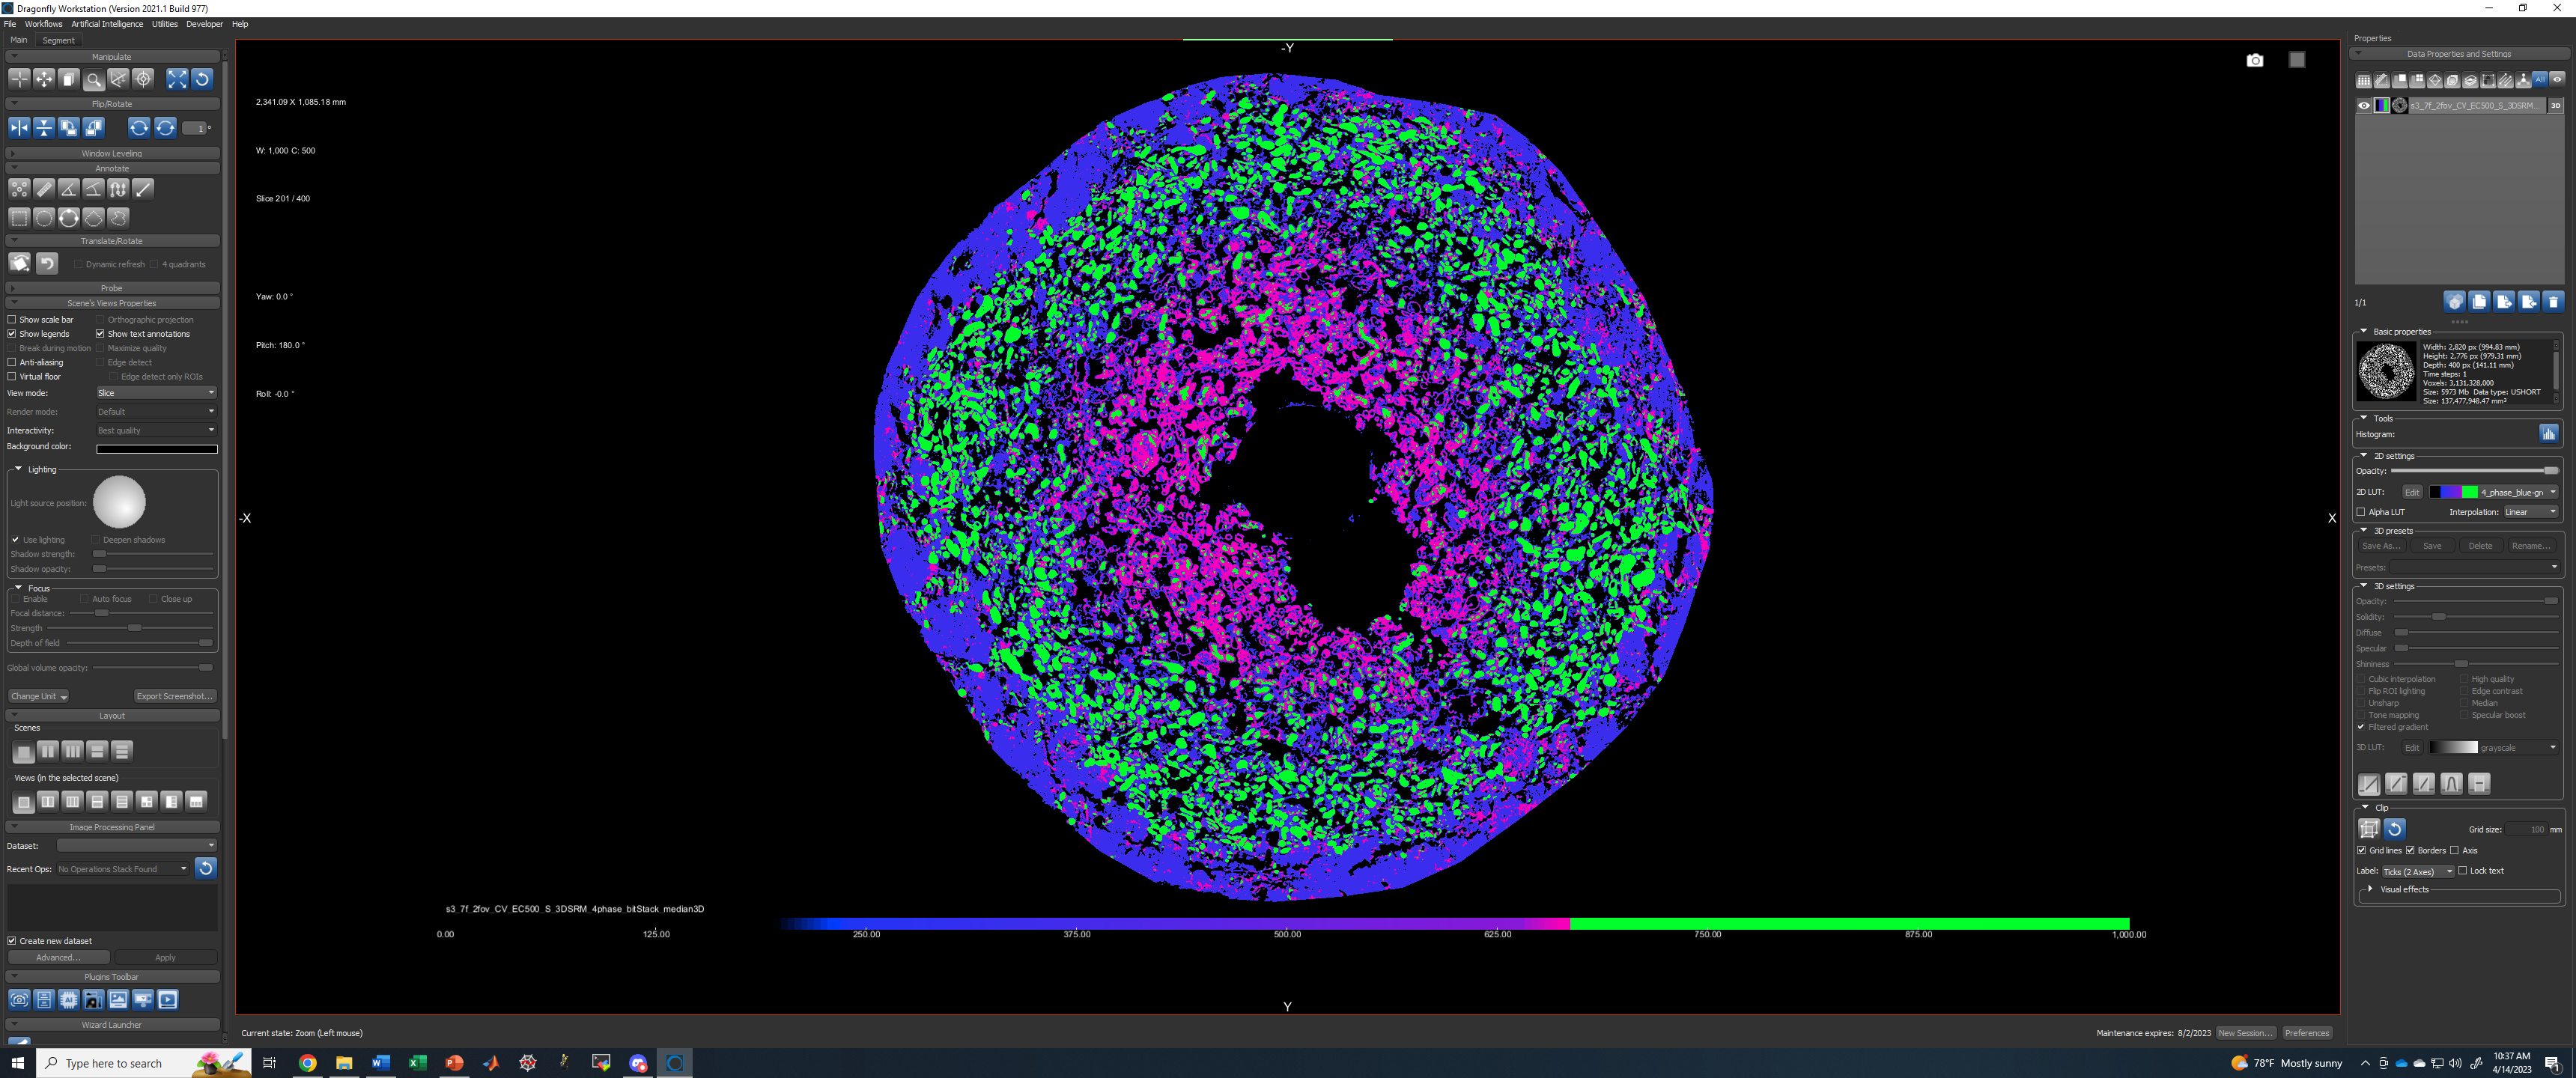 Dragonfly Workstation (Version 2021.1 Build 977)
File Workflows Artificial Intelligence Utilities Developer Help
Main Segment
Manipulate
Flip/Rotate
1 °
Window Leveling
Annotate
Translate/Rotate
Dynamic refresh 4 quadrants
Probe
Scene's Views Properties
Show scale bar Orthographic projection
Show legends Show text annotations
Break during motion Maximize quality
Anti-aliasing Edge detect
Virtual floor Edge detect only ROIs
View mode: Slice
Render mode: Default
Interactivity: Best quality
Background color:
Lighting
Light source position:
Use lighting Deepen shadows
Shadow strength:
Shadow opacity:
Focus
Enable Auto focus Close up
Focal distance:
Strength
Depth of field
Global volume opacity:
Change Unit Export Screenshot...
Layout
Scenes
Views (in the selected scene)
Image Processing Panel
Dataset:
Recent Ops: No Operations Stack Found
Create new dataset
Advanced... Apply
Plugins Toolbar
Wizard Launcher
-Y
2,341.09 X 1,085.18 mm
W: 1,000 C: 500
Slice 201 / 400
Yaw: 0.0 °
Pitch: 180.0 °
Roll: -0.0 °
-X
X
s3_7f_2fov_CV_EC500_S_3DSRM_4phase_bitStack_median3D
0.00 125.00 250.00 375.00 500.00 625.00 750.00 875.00 1,000.00
Y
Current state: Zoom (Left mouse)
Maintenance expires: 8/2/2023 New Session... Preferences
Properties
Data Properties and Settings
All
s3_7f_2fov_CV_EC500_S_3DSRM... 3D
1/1
Basic properties
Width: 2,820 px (994.83 mm)
Height: 2,776 px (979.31 mm)
Depth: 400 px (141.11 mm)
Time steps: 1
Voxels: 3,131,328,000
Size: 5973 Mb Data type: USHORT
Size: 137,477,948.47 mm³
Tools
Histogram:
2D settings
Opacity:
2D LUT: Edit 4_phase_blue-gr
Alpha LUT Interpolation: Linear
3D presets
Save As... Save Delete Rename...
Presets:
3D settings
Opacity:
Solidity:
Diffuse
Specular
Shininess
Cubic interpolation High quality
Flip ROI lighting Edge contrast
Unsharp Median
Tone mapping Specular boost
Filtered gradient
3D LUT: Edit grayscale
Clip
Grid size: 100 mm
Grid lines Borders Axis
Label: Ticks (2 Axes) Lock text
Visual effects
Type here to search
78°F Mostly sunny
10:37 AM
4/14/2023
1